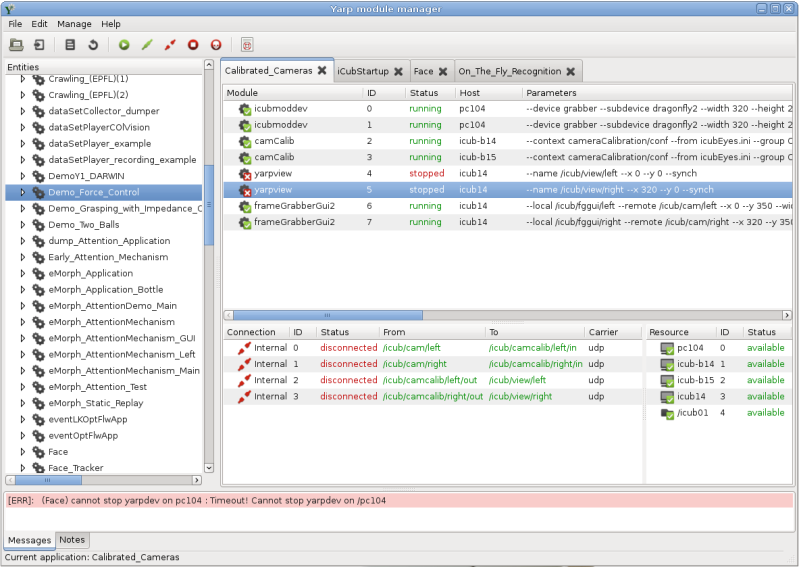 Yarp module manager
File Edit Manage Help
Entities
Crawling_(EPFL)(1)
Crawling_(EPFL)(2)
dataSetCollector_dumper
dataSetPlayerCOlVision
dataSetPlayer_example
dataSetPlayer_recording_example
DemoY1_DARWIN
Demo_Force_Control
Demo_Grasping_with_Impedance_C
Demo_Two_Balls
dump_Attention_Application
Early_Attention_Mechanism
eMorph_Application
eMorph_Application_Bottle
eMorph_AttentionDemo_Main
eMorph_AttentionMechanism
eMorph_AttentionMechanism_GUI
eMorph_AttentionMechanism_Left
eMorph_AttentionMechanism_Main
eMorph_Attention_Test
eMorph_Static_Replay
eventLKOptFlwApp
eventOptFlwApp
Face
Face_Tracker
Calibrated_Cameras iCubStartup Face On_The_Fly_Recognition
Module ID Status Host Parameters
icubmoddev 0 running pc104 --device grabber --subdevice dragonfly2 --width 320 --height 2
icubmoddev 1 running pc104 --device grabber --subdevice dragonfly2 --width 320 --height 2
camCalib 2 running icub-b14 --context cameraCalibration/conf --from icubEyes.ini --group C
camCalib 3 running icub-b15 --context cameraCalibration/conf --from icubEyes.ini --group C
yarpview 4 stopped icub14 --name /icub/view/left --x 0 --y 0 --synch
yarpview 5 stopped icub14 --name /icub/view/right --x 320 --y 0 --synch
frameGrabberGui2 6 running icub14 --local /icub/fggui/left --remote /icub/cam/left --x 0 --y 350 --wi
frameGrabberGui2 7 running icub14 --local /icub/fggui/right --remote /icub/cam/right --x 320 --y 350
Connection ID Status From To Carrier
Internal 0 disconnected /icub/cam/left /icub/camcalib/left/in udp
Internal 1 disconnected /icub/cam/right /icub/camcalib/right/in udp
Internal 2 disconnected /icub/camcalib/left/out /icub/view/left udp
Internal 3 disconnected /icub/camcalib/right/out /icub/view/right udp
Resource ID Status
pc104 0 available
icub-b14 1 available
icub-b15 2 available
icub14 3 available
/icub01 4 available
[ERR]: (Face) cannot stop yarpdev on pc104 : Timeout! Cannot stop yarpdev on /pc104
Messages Notes
Current application: Calibrated_Cameras